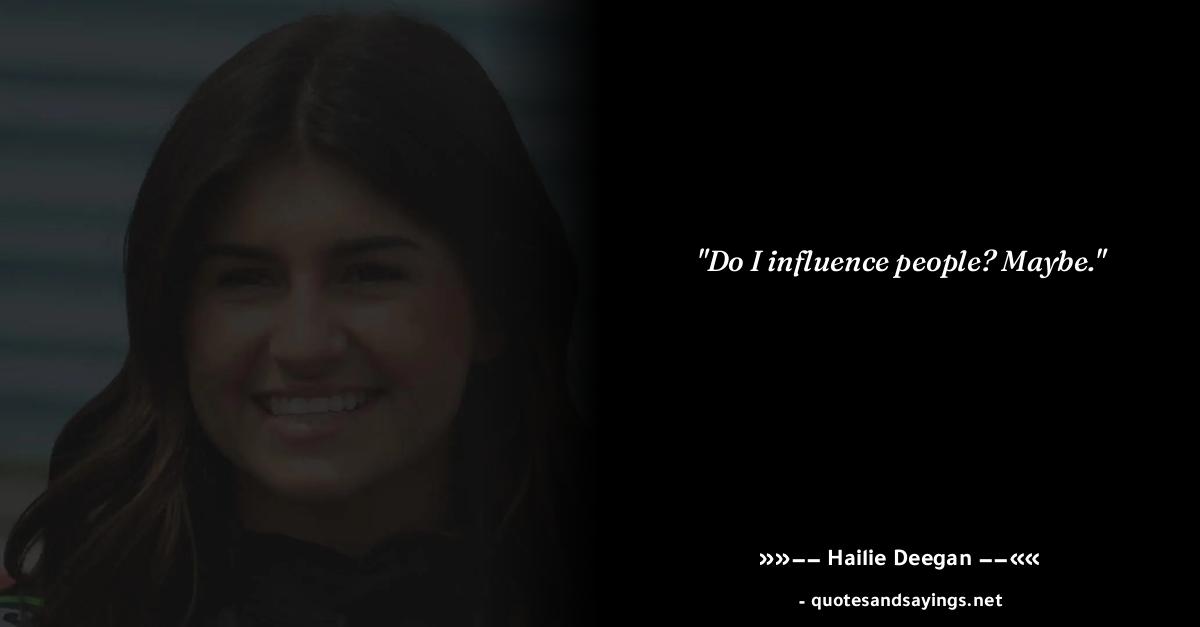 "Do I influence people? Maybe."
»»−− Hailie Deegan −−««
- quotesandsayings.net